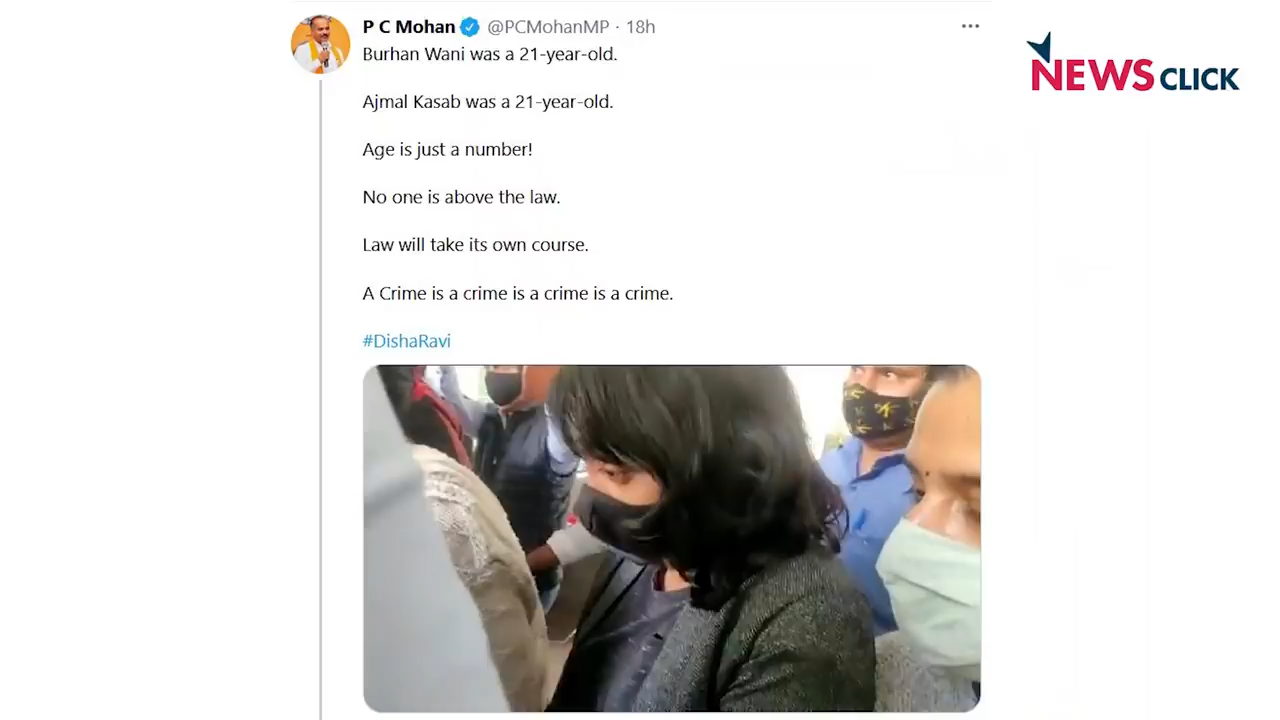 P C Mohan @PCMohanMP · 18h
Burhan Wani was a 21-year-old.
Ajmal Kasab was a 21-year-old.
Age is just a number!
No one is above the law.
Law will take its own course.
A Crime is a crime is a crime is a crime.
#DishaRavi
NEWSCLICK